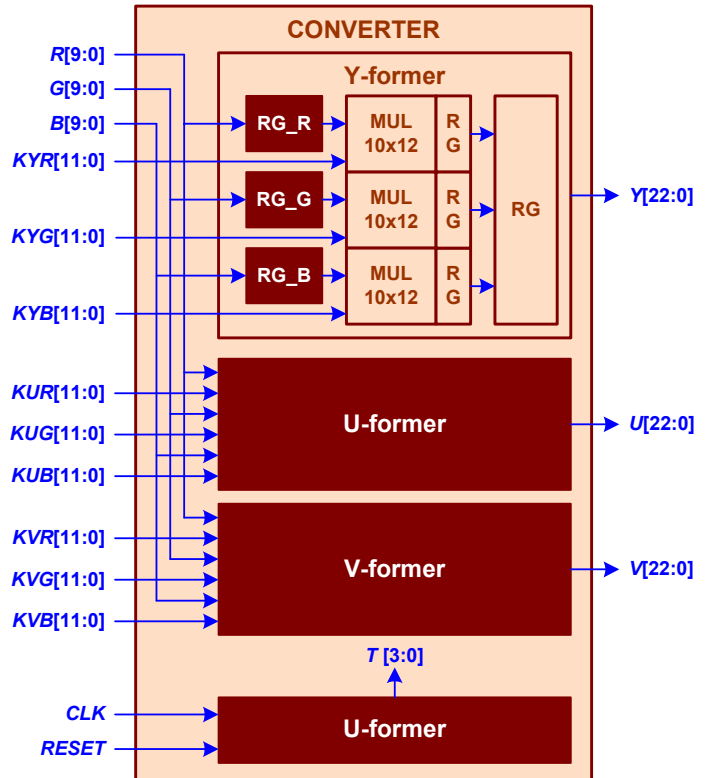 CONVERTER
R[9:0]
G[9:0]
B[9:0]
KYR[11:0]
KYG[11:0]
KYB[11:0]
Y-former
RG_R
MUL
10x12
R
G
RG_G
MUL
10x12
R
G
RG_B
MUL
10x12
R
G
RG
Y[22:0]
KUR[11:0]
KUG[11:0]
KUB[11:0]
U-former
U[22:0]
KVR[11:0]
KVG[11:0]
KVB[11:0]
V-former
V[22:0]
T [3:0]
CLK
RESET
U-former